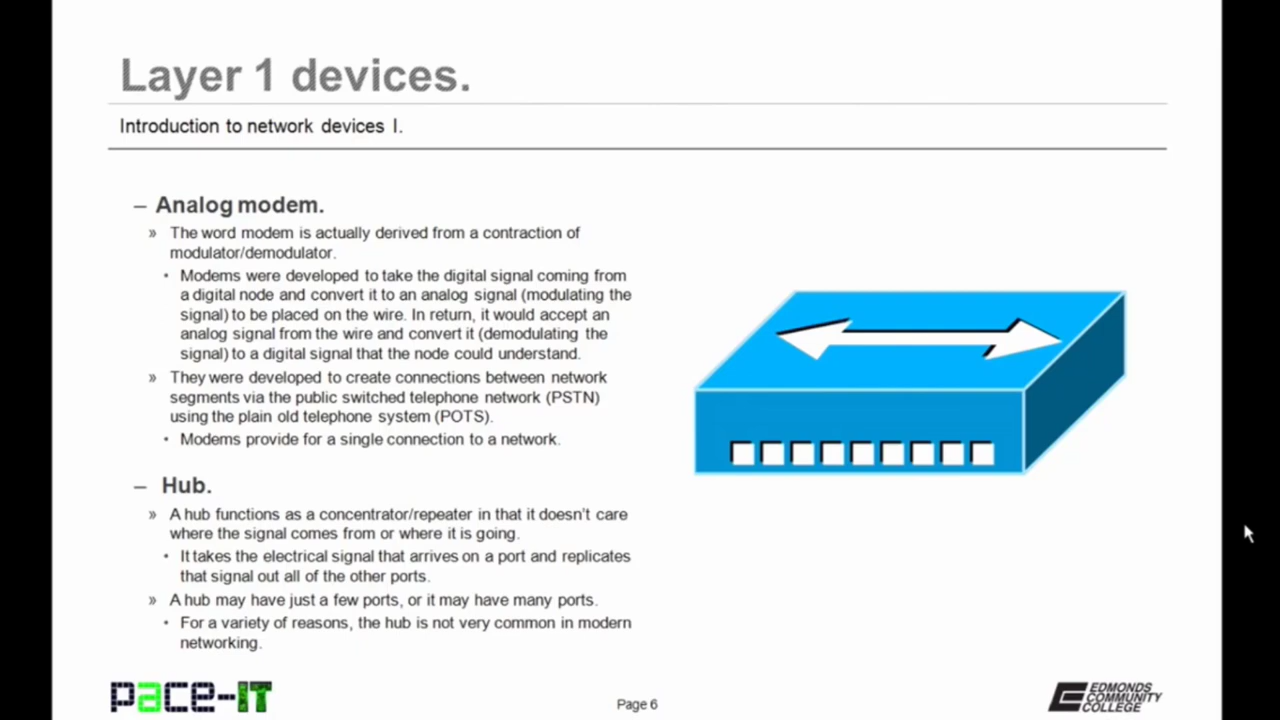 Layer 1 devices.
Introduction to network devices I.
– Analog modem.
» The word modem is actually derived from a contraction of
modulator/demodulator.
• Modems were developed to take the digital signal coming from
a digital node and convert it to an analog signal (modulating the
signal) to be placed on the wire. In return, it would accept an
analog signal from the wire and convert it (demodulating the
signal) to a digital signal that the node could understand.
» They were developed to create connections between network
segments via the public switched telephone network (PSTN)
using the plain old telephone system (POTS).
• Modems provide for a single connection to a network.
– Hub.
» A hub functions as a concentrator/repeater in that it doesn't care
where the signal comes from or where it is going.
• It takes the electrical signal that arrives on a port and replicates
that signal out all of the other ports.
» A hub may have just a few ports, or it may have many ports.
• For a variety of reasons, the hub is not very common in modern
networking.
pace-IT
Page 6
EDMONDS
COMMUNITY
COLLEGE